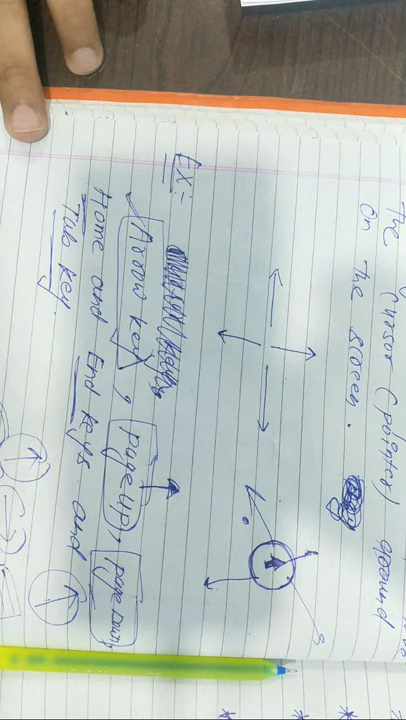 The cursor (pointer) around
on the screen.
Ex:-
Arrow key, page up, page down
Home and End keys and
Tub key.